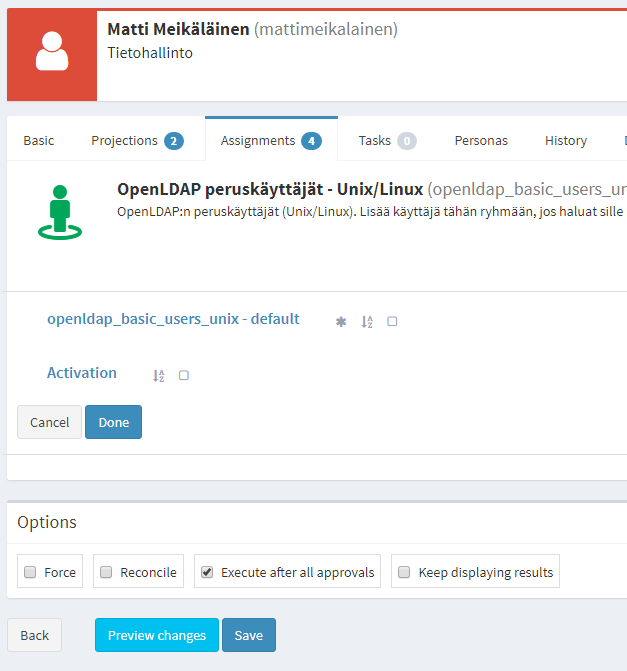 Matti Meikäläinen (mattimeikalainen)
Tietohallinto
Basic Projections 2 Assignments 4 Tasks 0 Personas History
OpenLDAP peruskäyttäjät - Unix/Linux (openldap_basic_users_un
OpenLDAP:n peruskäyttäjät (Unix/Linux). Lisää käyttäjä tähän ryhmään, jos haluat sille
openldap_basic_users_unix - default
Activation
Cancel Done
Options
Force Reconcile Execute after all approvals Keep displaying results
Back Preview changes Save